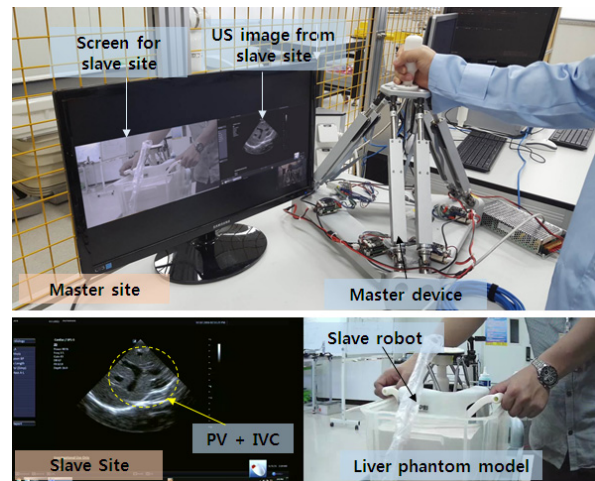 Screen for
slave site
US image from
slave site
Master site
Master device
Slave robot
PV + IVC
Slave Site
Liver phantom model